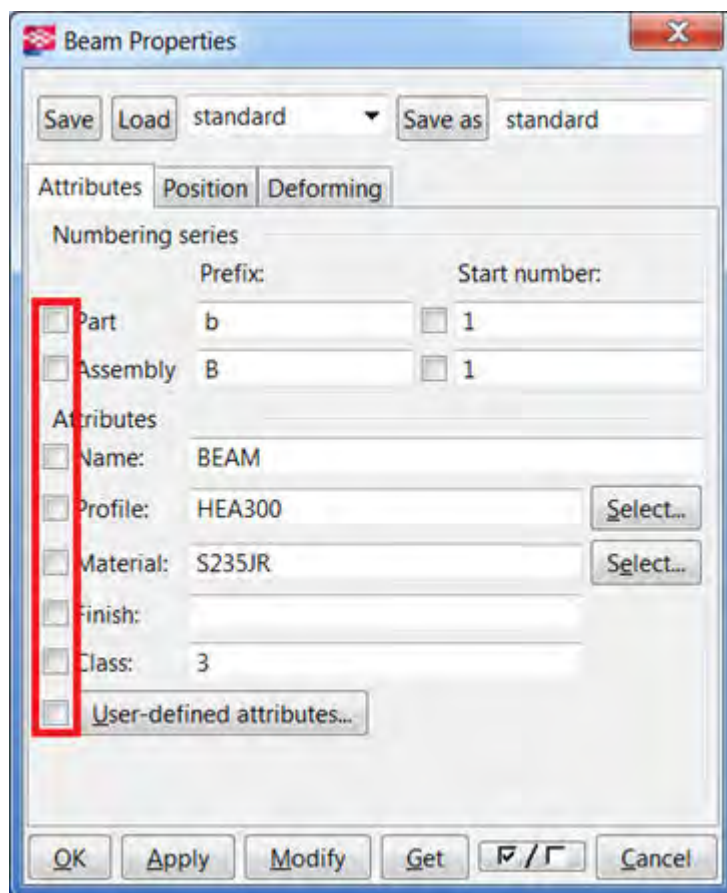 Beam Properties
Save Load standard Save as standard
Attributes Position Deforming
Numbering series
Prefix: Start number:
Part b 1
Assembly B 1
Attributes
Name: BEAM
Profile: HEA300 Select...
Material: S235JR Select...
Finish:
Class: 3
User-defined attributes...
OK Apply Modify Get / Cancel